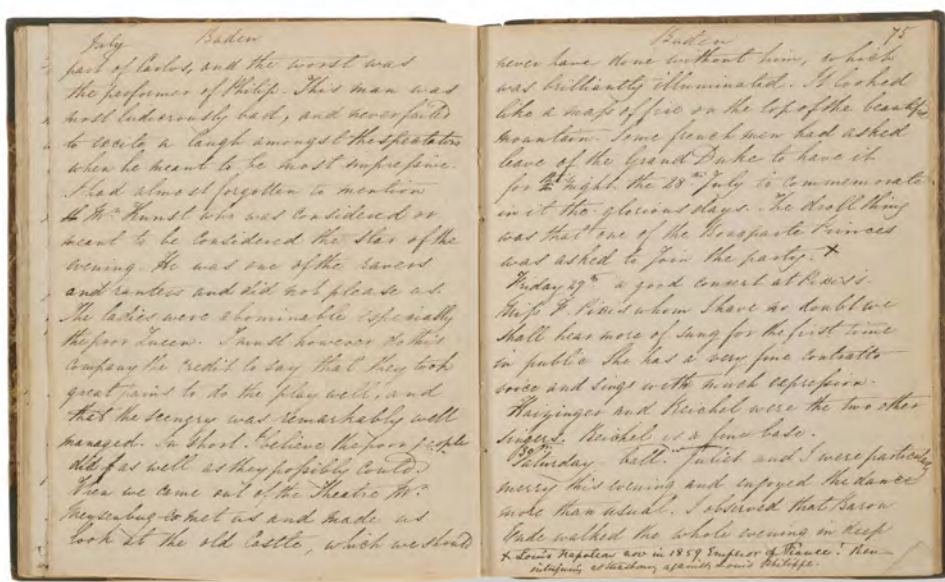 July Baden
part of Carlos, and the worst was
the performer of Philip. This man was
most ludicrously bad, and never failed
to excite a laugh amongst the spectators
when he meant to be most impressive.
I had almost forgotten to mention
Mr. Kunst who was considered or
meant to be considered the Star of the
evening. He was one of the ravers
and ranters and did not please us.
The ladies were abominable especially
the poor Queen. I must however do this
company the credit to say that they took
great pains to do the play well, and
that the scenery was remarkably well
managed. In short I believe the poor people
did as well as they possibly could.
When we came out of the Theatre Mr.
Meysenbug met us and made us
look at the old Castle, which we should
Baden 75
never have done without him, which
was brilliantly illuminated. It looked
like a mass of fire on the top of the beautiful
mountain. Some french men had asked
leave of the Grand Duke to have it
for the night the 28th July to commemorate
in it the glorious days. The droll thing
was that one of the Bonaparte Princes
was asked to join the party. X
Friday 29th a good concert at Pixis's.
Miss F. Pixis whom I have no doubt we
shall hear more of sung for the first time
in public She has a very fine contralto
voice and sings with much expression.
Haizinger and Reichel were the two other
singers. Reichel is a fine base.
30th
Saturday ball. Juliet and I were particularly
merry this evening and enjoyed the dance
more than usual. I observed that Baron
Ende walked the whole evening in deep
X Louis Napoleon now in 1859 Emperor of France! then
intriguing at Strasbourg against Louis Philippe.